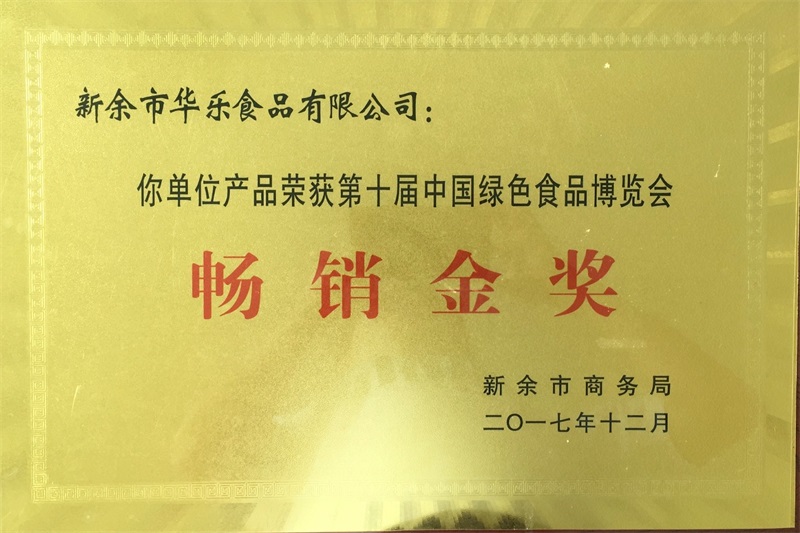 新余市华乐食品有限公司：
你单位产品荣获第十届中国绿色食品博览会
畅销金奖
新余市商务局
二〇一七年十二月